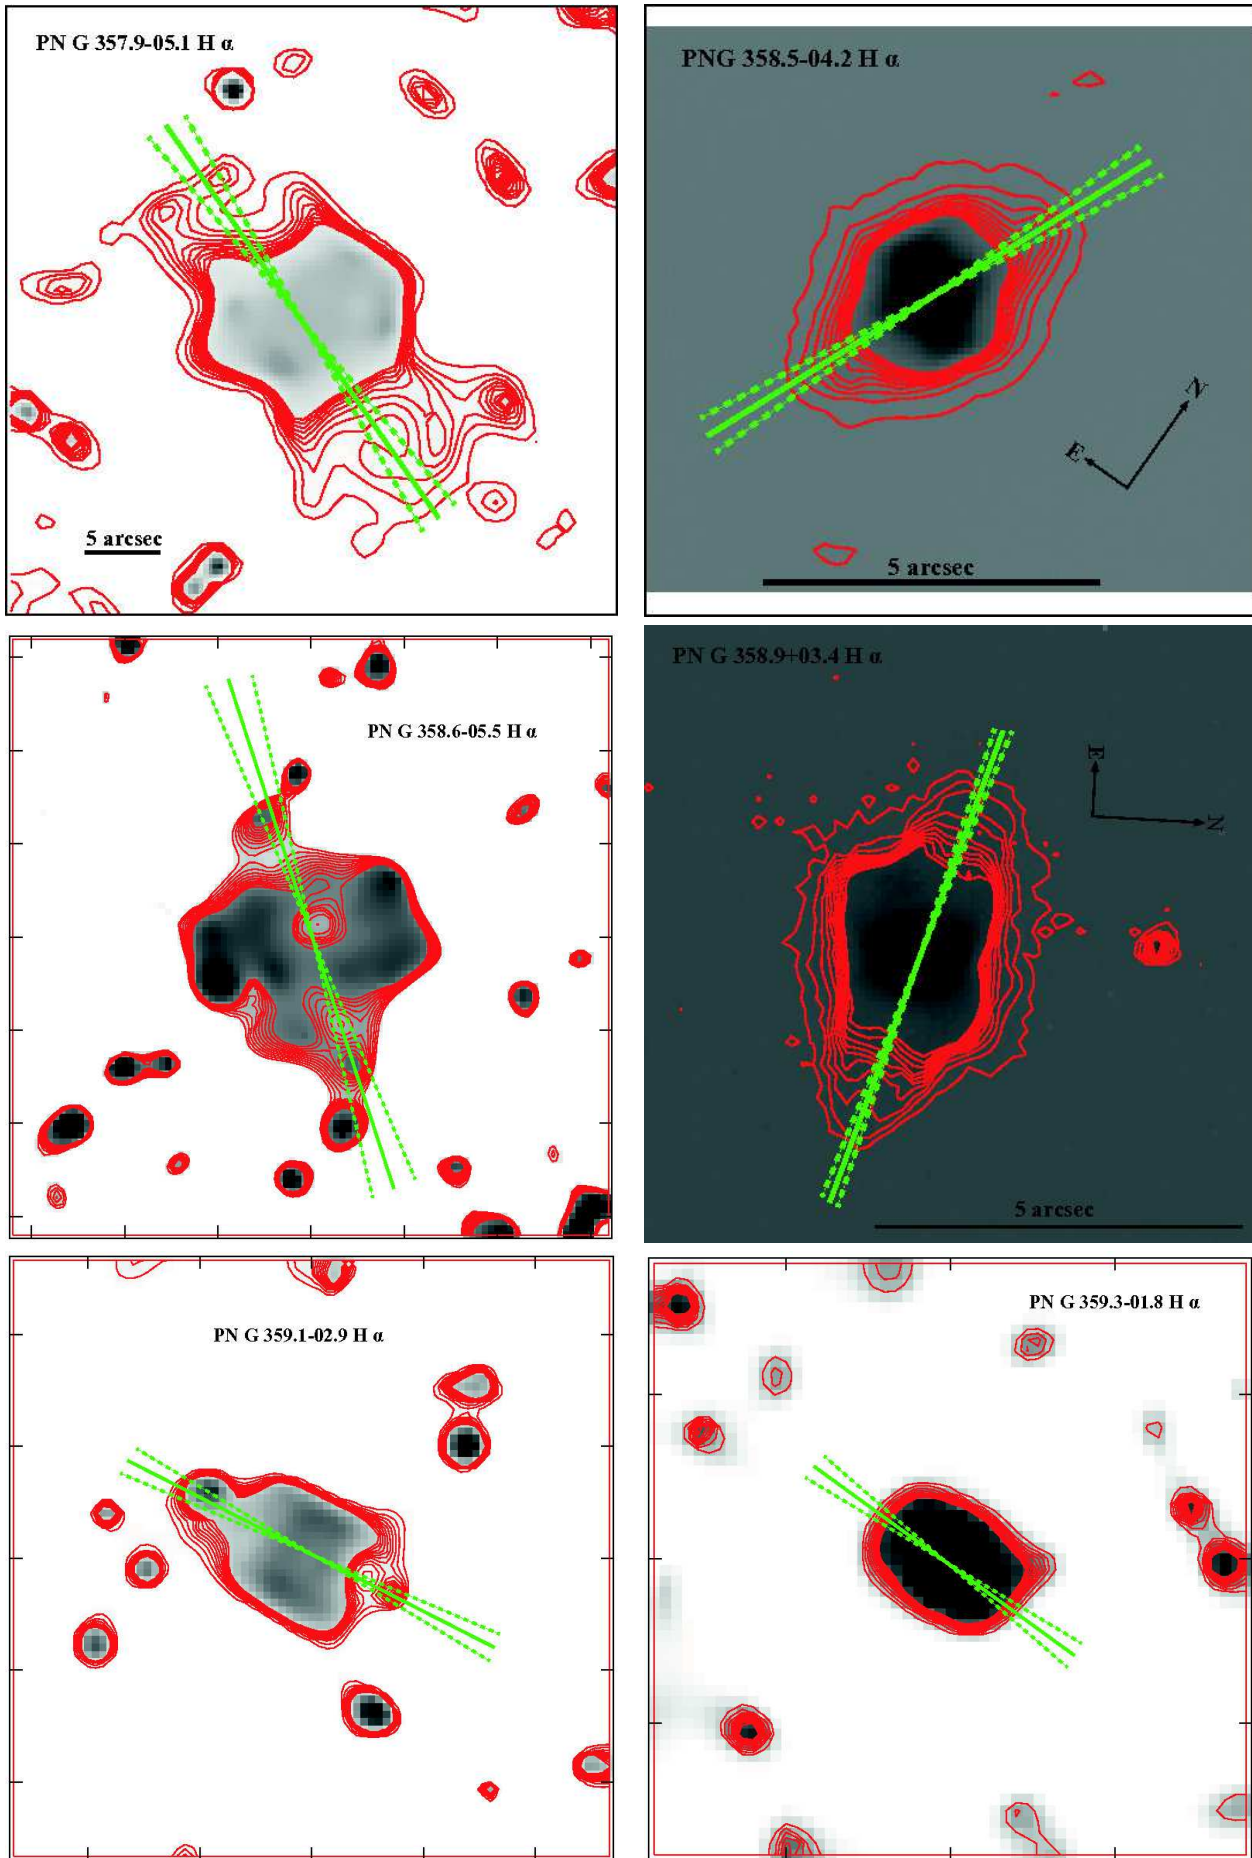 PN G 357.9-05.1 H α
5 arcsec
PNG 358.5-04.2 H α
N
E
5 arcsec
PN G 358.6-05.5 H α
PN G 358.9+03.4 H α
E
N
5 arcsec
PN G 359.1-02.9 H α
PN G 359.3-01.8 H α